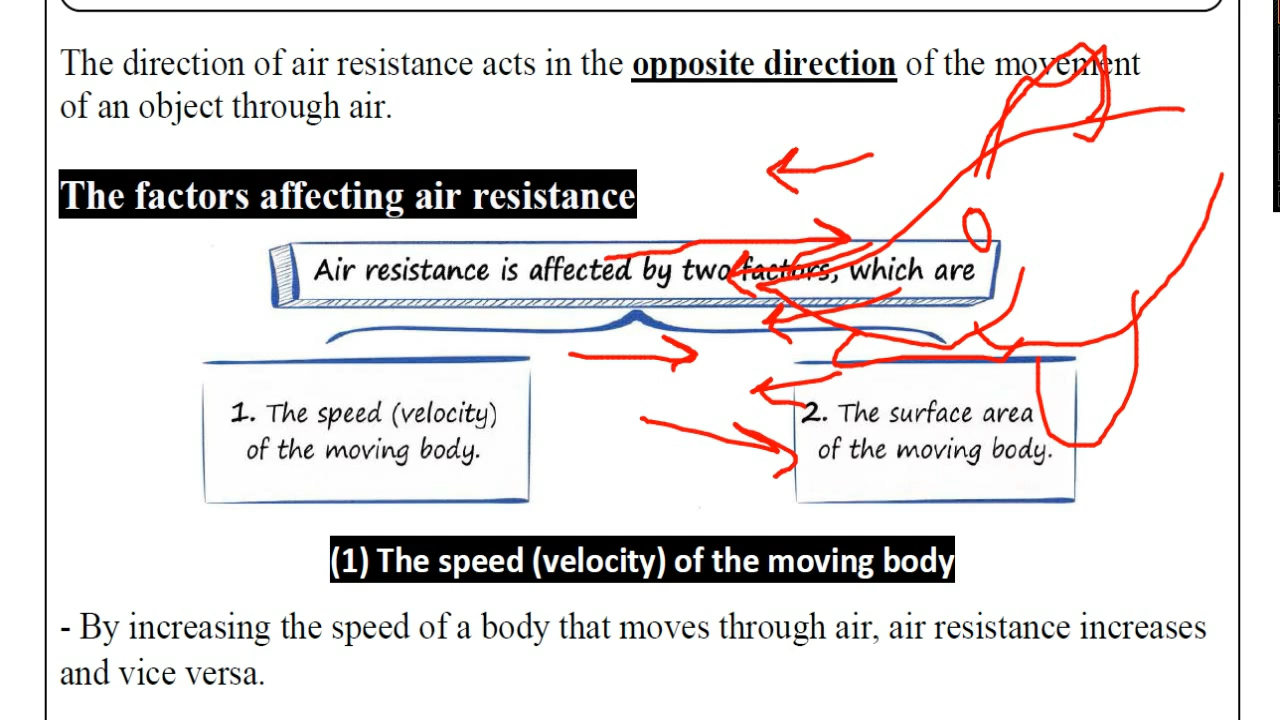 The direction of air resistance acts in the opposite direction of the movement
of an object through air.
The factors affecting air resistance
Air resistance is affected by two factors, which are
1. The speed (velocity)
of the moving body.
2. The surface area
of the moving body.
(1) The speed (velocity) of the moving body
- By increasing the speed of a body that moves through air, air resistance increases
and vice versa.